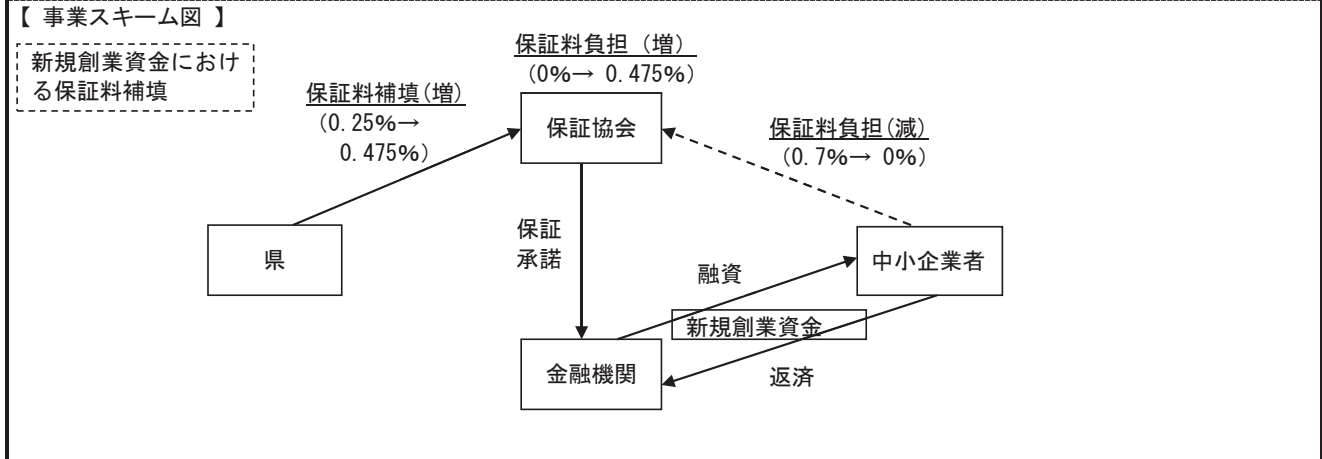 【 事業スキーム図 】
新規創業資金におけ
る保証料補填
保証料負担（増）
（0%→ 0.475%）
保証料補填(増)
（0.25%→
0.475%）
保証協会
保証料負担(減)
（0.7%→ 0%）
県
保証
承諾
中小企業者
融資
新規創業資金
金融機関
返済